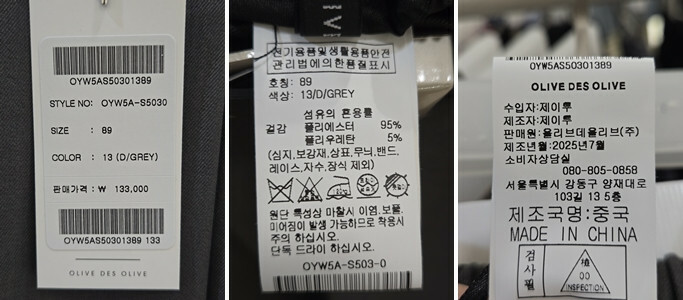 OYW5AS50301389
STYLE NO: OYW5A-S5030
SIZE : 89
COLOR : 13 (D/GREY)
판매가격 : ₩ 133,000
OYW5AS50301389 133
OLIVE DES OLIVE
전기용품및생활용품안전
관리법에의한품질표시
호칭: 89
색상: 13/D/GREY
섬유의 혼용률
겉감 폴리에스터 95%
폴리우레탄 5%
(심지,보강재,상표,무늬,밴드,
레이스,자수,장식 제외)
원단 특성상 마찰시 이염,보풀,
미어짐이 발생 가능하므로 착용시
주의 하십시오.
단독 드라이 하십시오.
OYW5A-S503-0
OYW5AS50301389
OLIVE DES OLIVE
수입자:제이투
제조자:제이투
판매원:올리브데올리브(주)
제조년월:2025년7월
소비자상담실
080-805-0858
서울특별시 강동구 양재대로
103길 13 5층
제조국명:중국
MADE IN CHINA
검사필
00
INSPECTION